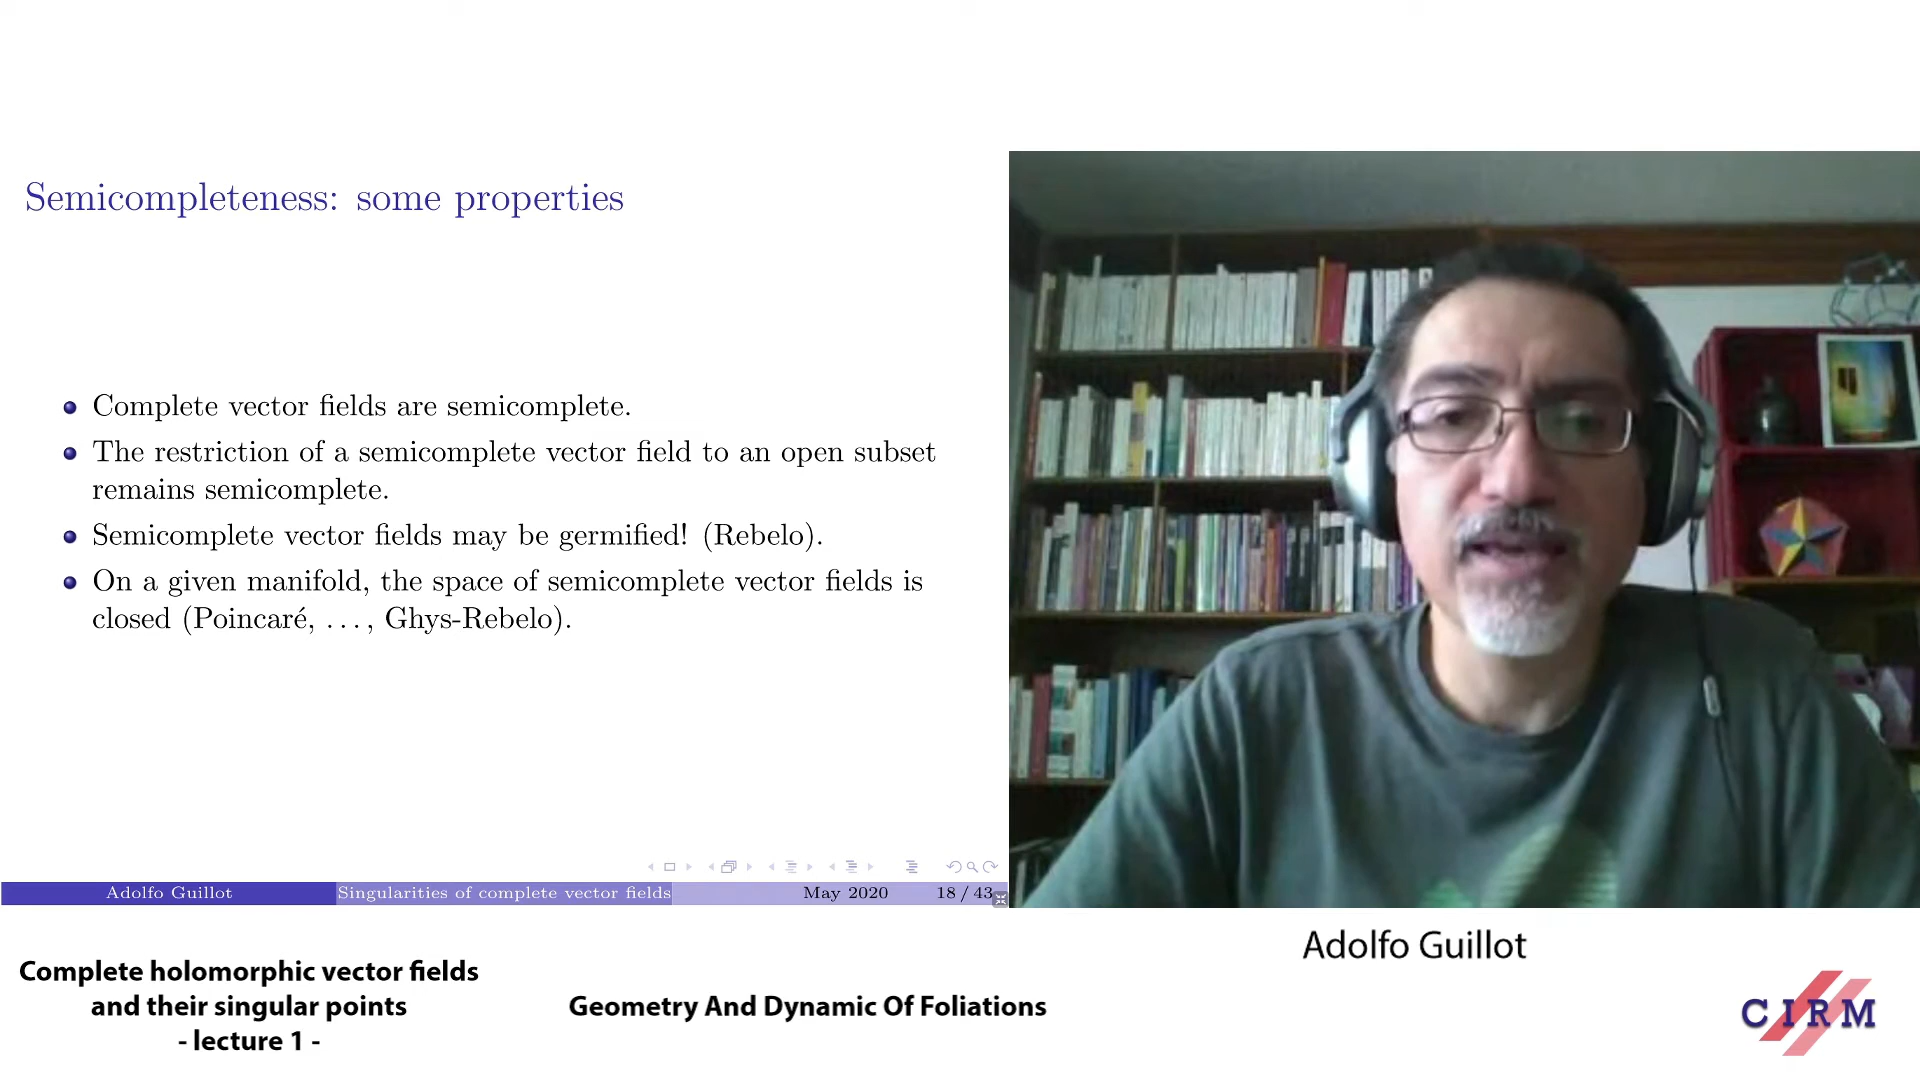 Semicompleteness: some properties
Complete vector fields are semicomplete.
The restriction of a semicomplete vector field to an open subset
remains semicomplete.
Semicomplete vector fields may be germified! (Rebelo).
On a given manifold, the space of semicomplete vector fields is
closed (Poincaré, . . . , Ghys-Rebelo).
Adolfo Guillot
Singularities of complete vector fields
May 2020
18 / 43
Adolfo Guillot
Complete holomorphic vector fields
and their singular points
- lecture 1 -
Geometry And Dynamic Of Foliations
CIRM